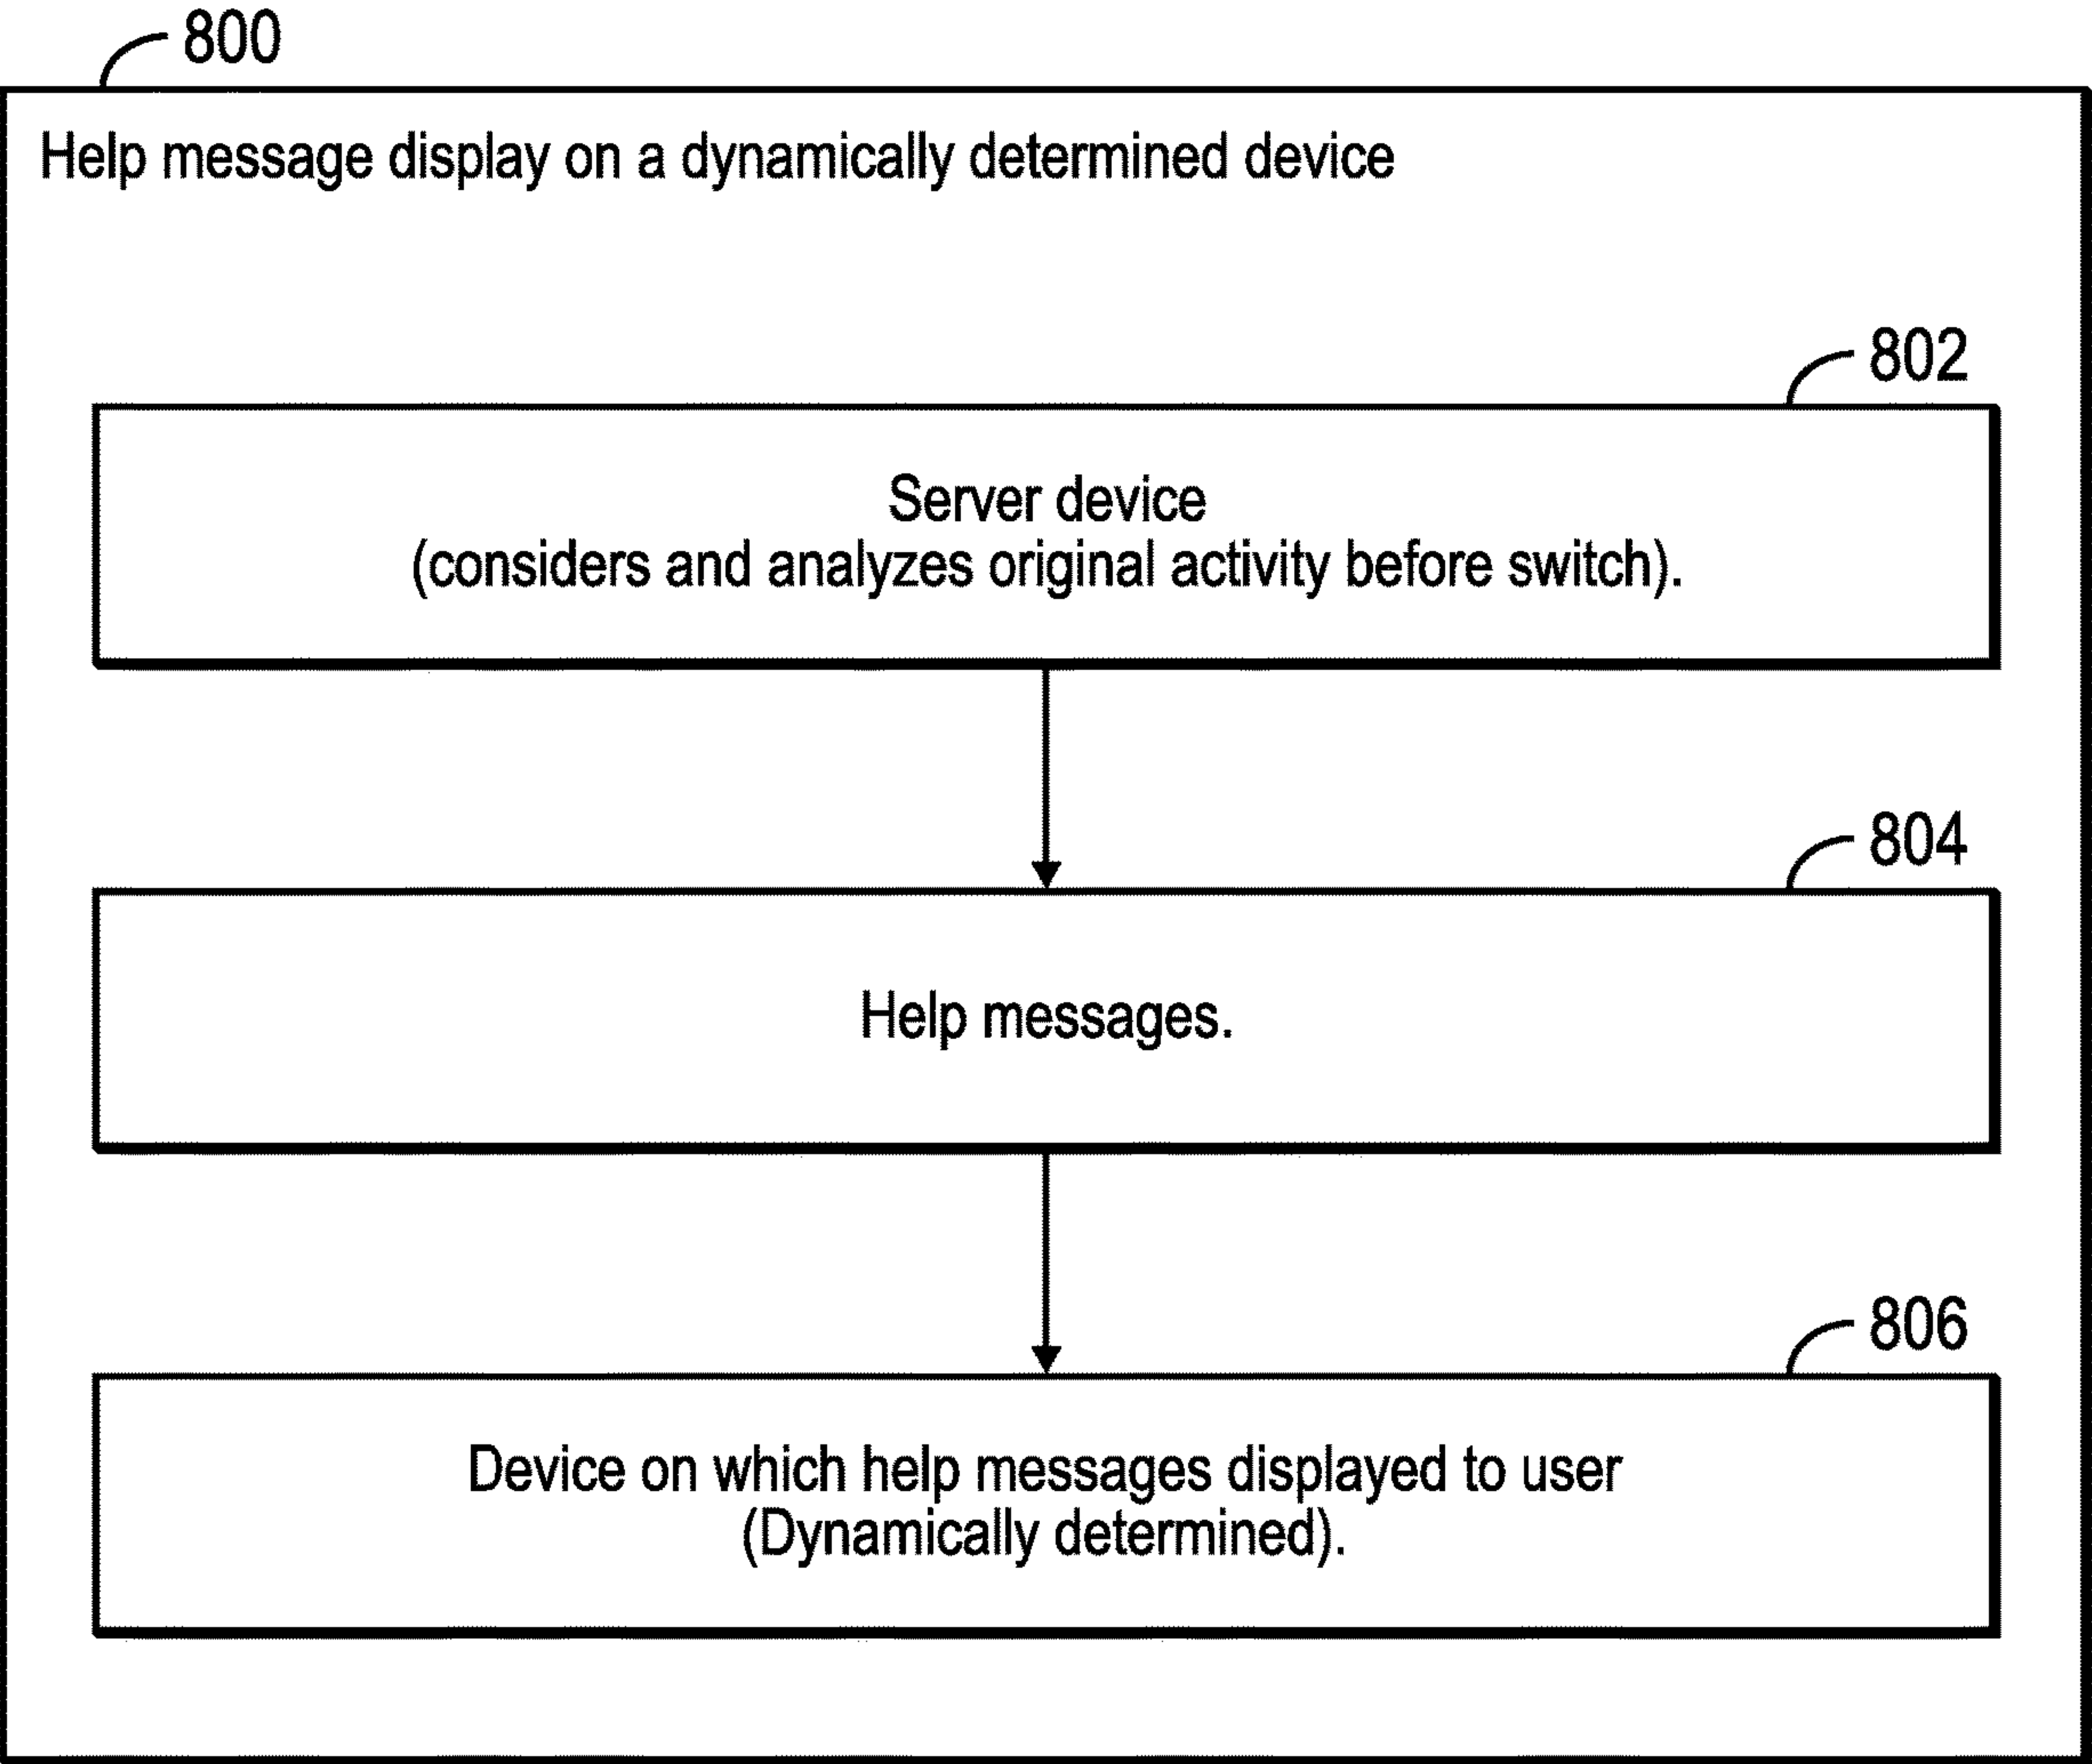 800
Help message display on a dynamically determined device
802
Server device
(considers and analyzes original activity before switch).
804
Help messages.
806
Device on which help messages displayed to user
(Dynamically determined).